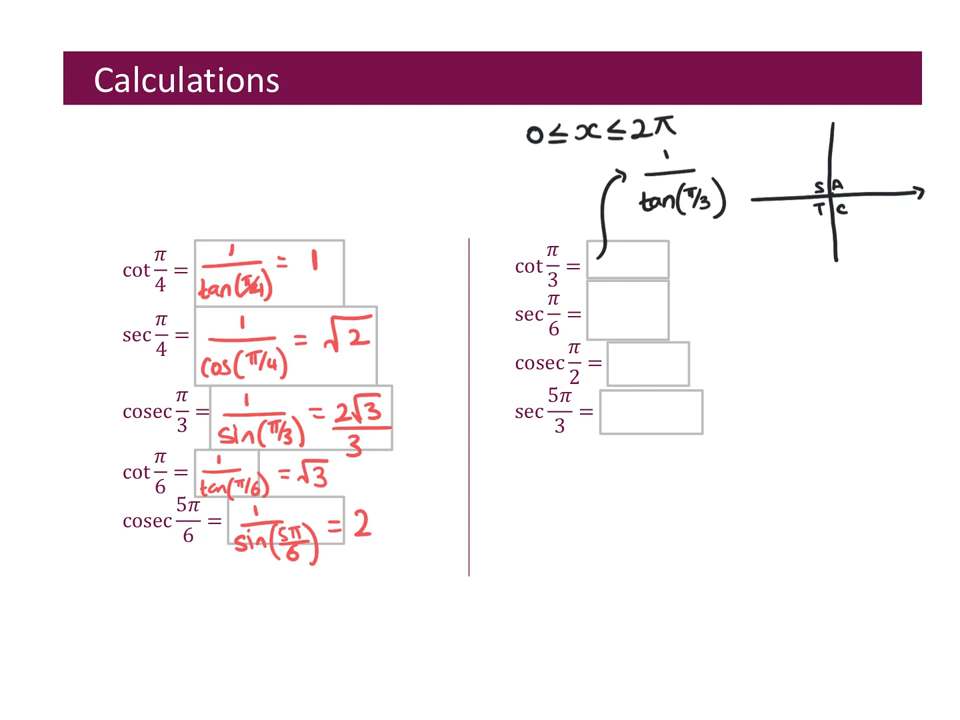 Calculations
0 ≤ x ≤ 2π
1/tan(π/3)
S A
T C
cot π/4 = 1/tan(π/4) = 1
sec π/4 = 1/cos(π/4) = √2
cosec π/3 = 1/sin(π/3) = 2√3/3
cot π/6 = 1/tan(π/6) = √3
cosec 5π/6 = 1/sin(5π/6) = 2
cot π/3 =
sec π/6 =
cosec π/2 =
sec 5π/3 =